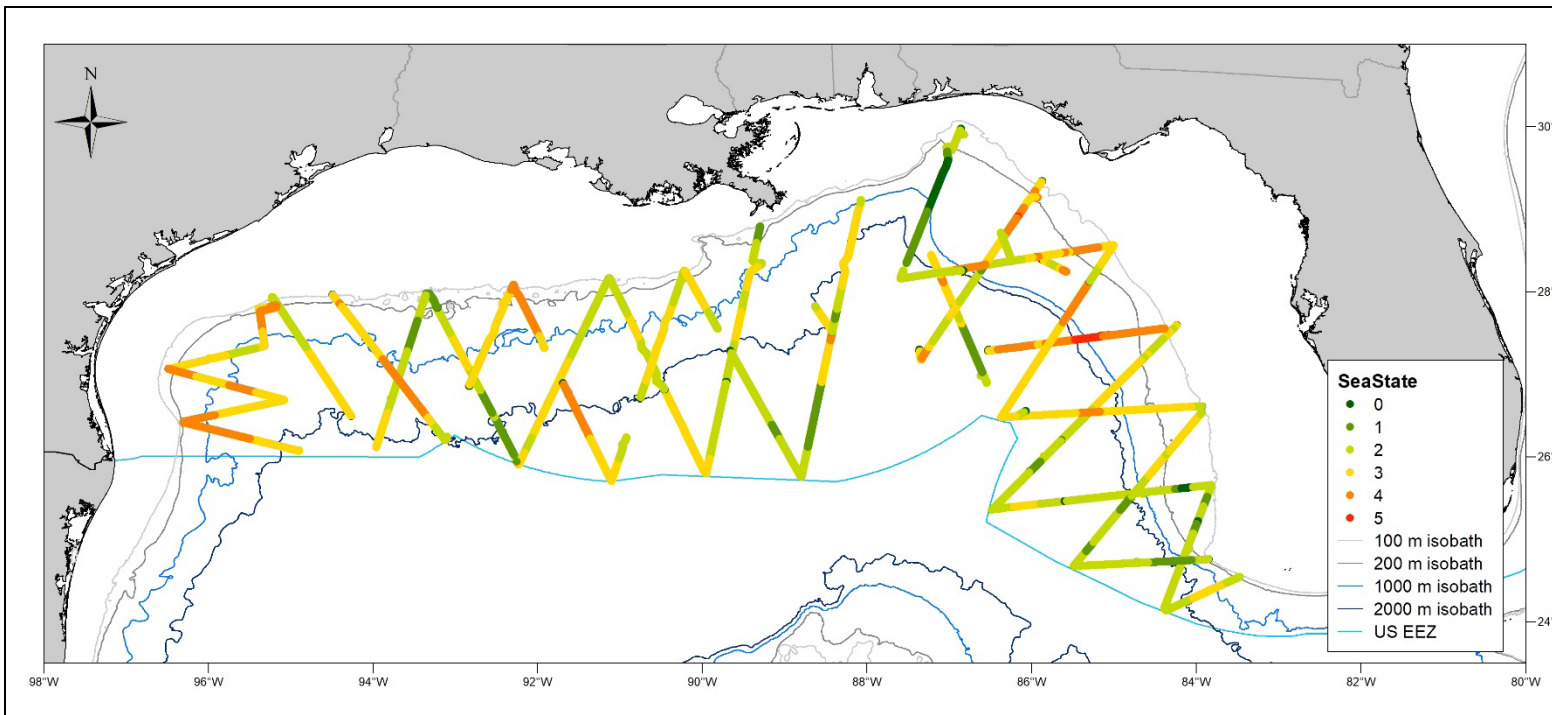 N
30°
28°
26°
24°
SeaState
0
1
2
3
4
5
100 m isobath
200 m isobath
1000 m isobath
2000 m isobath
US EEZ
98°W 96°W 94°W 92°W 90°W 88°W 86°W 84°W 82°W 80°W